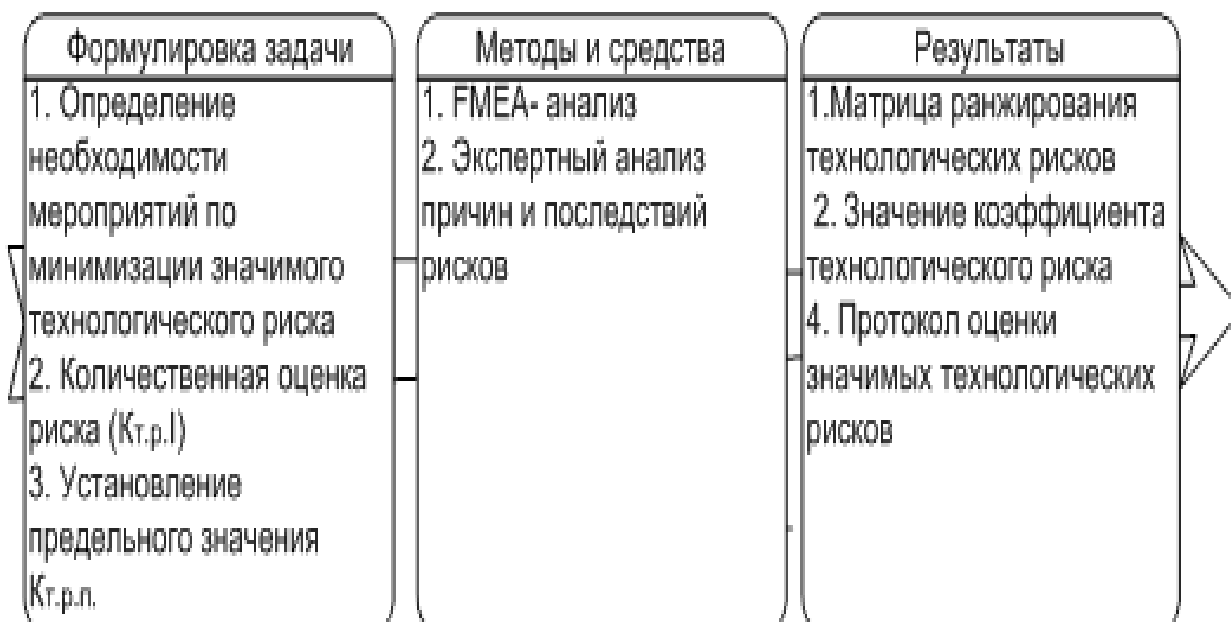 Формулировка задачи
1. Определение
необходимости
мероприятий по
минимизации значимого
технологического риска
2. Количественная оценка
риска (Кт.р.I)
3. Установление
предельного значения
Кт.р.п.
Методы и средства
1. FMEA- анализ
2. Экспертный анализ
причин и последствий
рисков
Результаты
1.Матрица ранжирования
технологических рисков
2. Значение коэффициента
технологического риска
4. Протокол оценки
значимых технологических
рисков